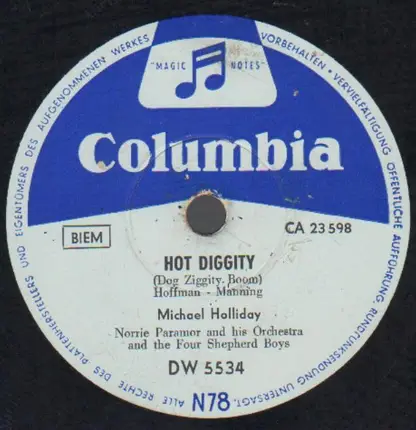 ALLE RECHTE DES PLATTENHERSTELLERS UND EIGENTÜMERS DES AUFGENOMMENEN WERKES VORBEHALTEN · VERVIELFÄLTIGUNG ÖFFENTLICHE AUFFÜHRUNG, RUNDFUNKSENDUNG UNTERSAGT.
"MAGIC NOTES"
Columbia
BIEM
CA 23 598
HOT DIGGITY
(Dog Ziggity Boom)
Hoffman - Manning
Michael Holliday
Norrie Paramor and his Orchestra
and the Four Shepherd Boys
DW 5534
N78